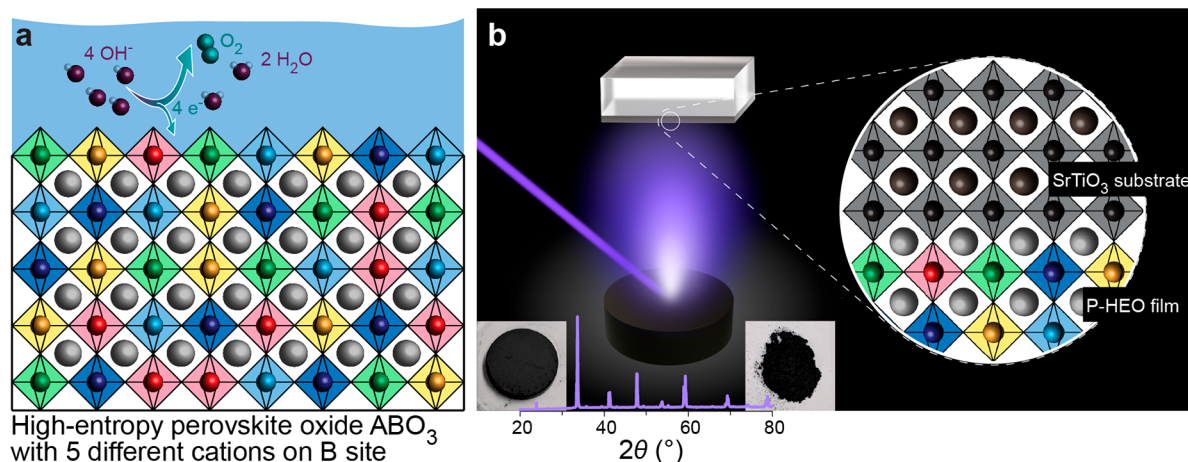 a
4 OH⁻
O₂
2 H₂O
4 e⁻
High-entropy perovskite oxide ABO₃
with 5 different cations on B site
b
SrTiO₃ substrate
P-HEO film
20 40 60 80
2θ (°)